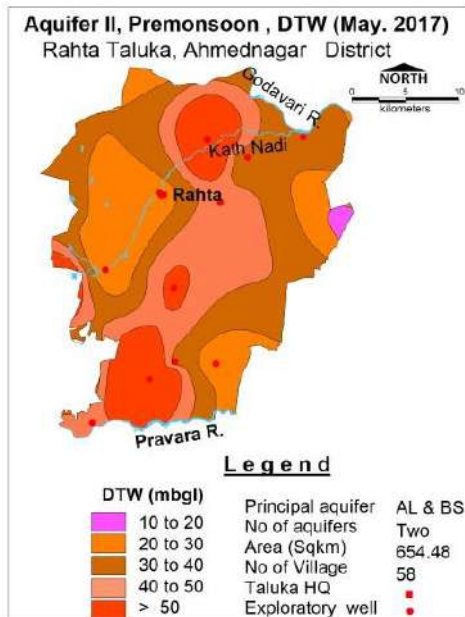 Aquifer II, Premonsoon , DTW (May. 2017)
Rahta Taluka, Ahmednagar District
NORTH
0 5 10
kilometers
Godavari R.
Kath Nadi
Rahta
Pravara R.
Legend
DTW (mbgl)
10 to 20
20 to 30
30 to 40
40 to 50
> 50
Principal aquifer AL & BS
No of aquifers Two
Area (Sqkm) 654.48
No of Village 58
Taluka HQ
Exploratory well